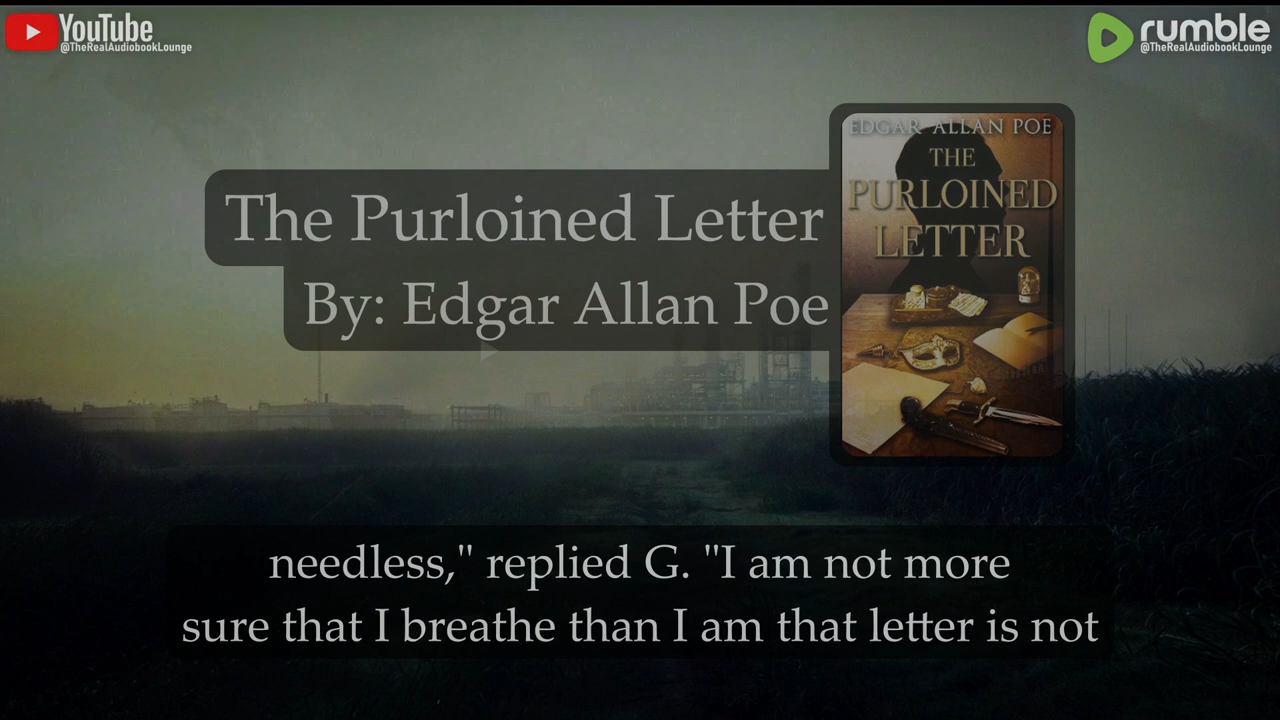 YouTube
@TheRealAudiobookLounge
rumble
@TheRealAudiobookLounge
The Purloined Letter
By: Edgar Allan Poe
EDGAR ALLAN POE
THE
PURLOINED
LETTER
needless," replied G. "I am not more
sure that I breathe than I am that letter is not